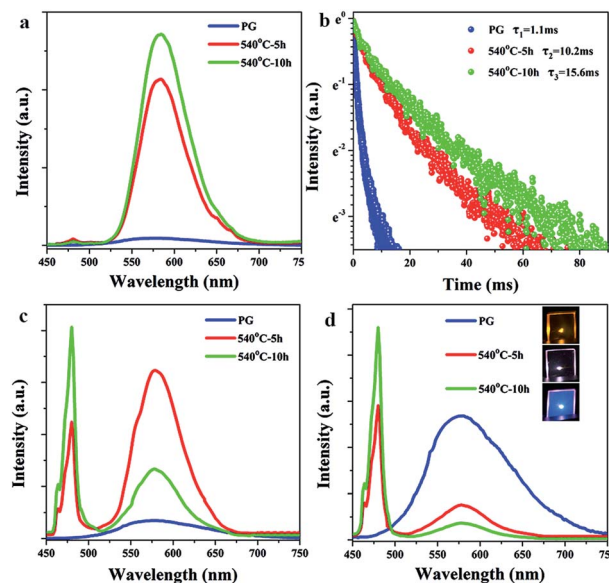 a
PG
540°C-5h
540°C-10h
Intensity (a.u.)
450 500 550 600 650 700 75
Wavelength (nm)
b
PG τ1=1.1ms
540°C-5h τ2=10.2ms
540°C-10h τ3=15.6ms
Intensity (a.u.)
e⁰
e⁻¹
e⁻²
e⁻³
0 20 40 60 80
Time (ms)
c
PG
540°C-5h
540°C-10h
Intensity (a.u.)
450 500 550 600 650 700 750
Wavelength (nm)
d
PG
540°C-5h
540°C-10h
Intensity (a.u.)
450 500 550 600 650 700 750
Wavelength (nm)